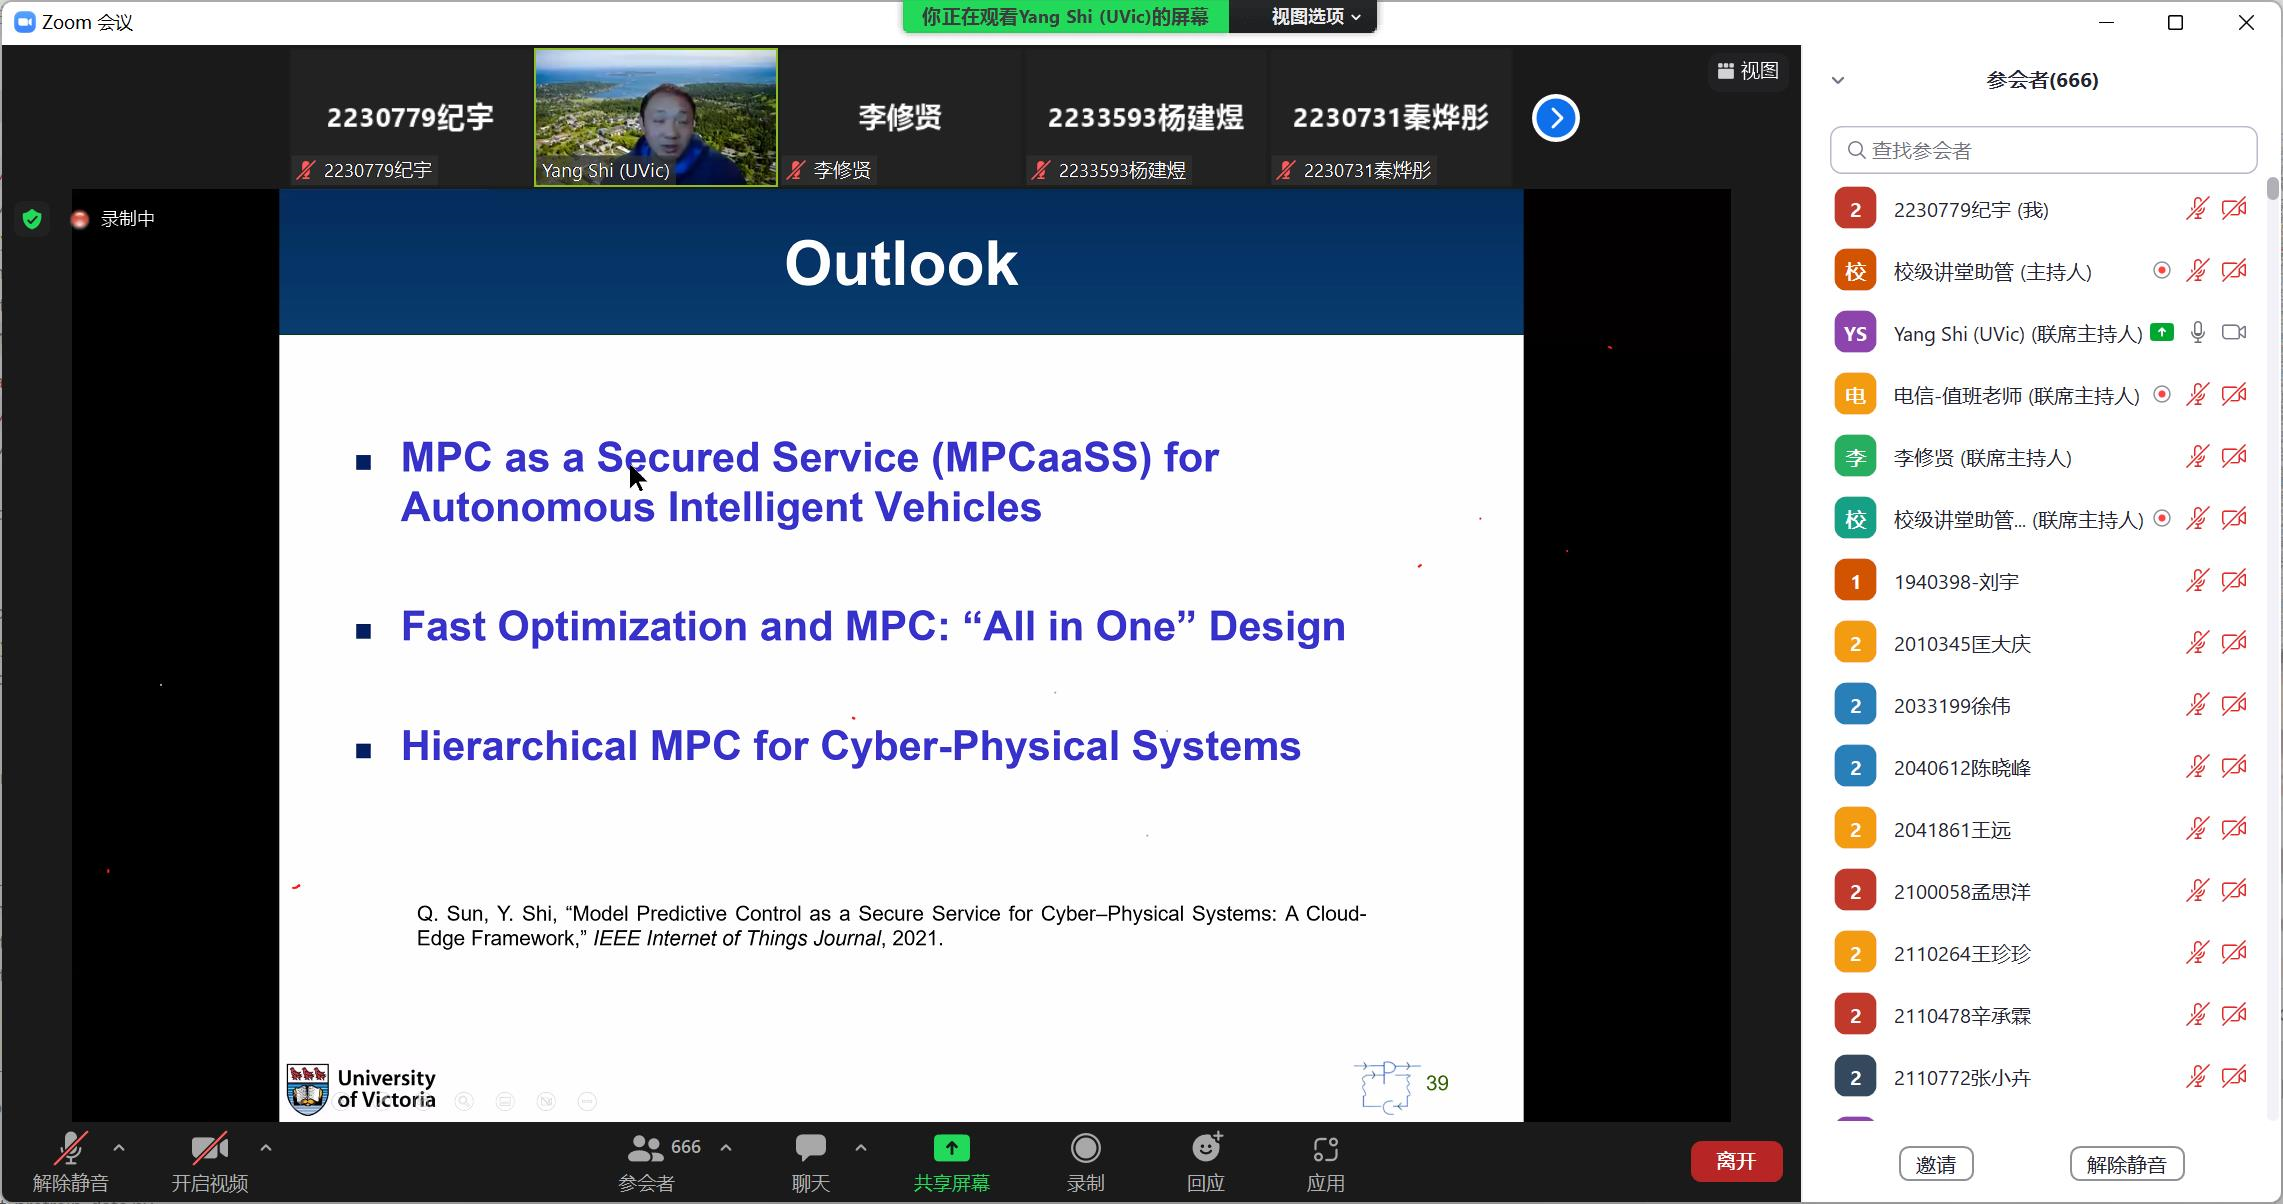 Zoom 会议
你正在观看Yang Shi (UVic)的屏幕
视图选项
2230779纪宇
2230779纪宇
Yang Shi (UVic)
李修贤
李修贤
2233593杨建煜
2233593杨建煜
2230731秦烨彤
2230731秦烨彤
视图
录制中
Outlook
MPC as a Secured Service (MPCaaSS) for
Autonomous Intelligent Vehicles
Fast Optimization and MPC: “All in One” Design
Hierarchical MPC for Cyber-Physical Systems
Q. Sun, Y. Shi, “Model Predictive Control as a Secure Service for Cyber–Physical Systems: A Cloud-
Edge Framework,” IEEE Internet of Things Journal, 2021.
University
of Victoria
39
参会者(666)
查找参会者
2 2230779纪宇 (我)
校 校级讲堂助管 (主持人)
YS Yang Shi (UVic) (联席主持人)
电 电信-值班老师 (联席主持人)
李 李修贤 (联席主持人)
校 校级讲堂助管... (联席主持人)
1 1940398-刘宇
2 2010345匡大庆
2 2033199徐伟
2 2040612陈晓峰
2 2041861王远
2 2100058孟思洋
2 2110264王珍珍
2 2110478辛承霖
2 2110772张小卉
邀请
解除静音
解除静音
开启视频
666
参会者
聊天
共享屏幕
录制
回应
应用
离开